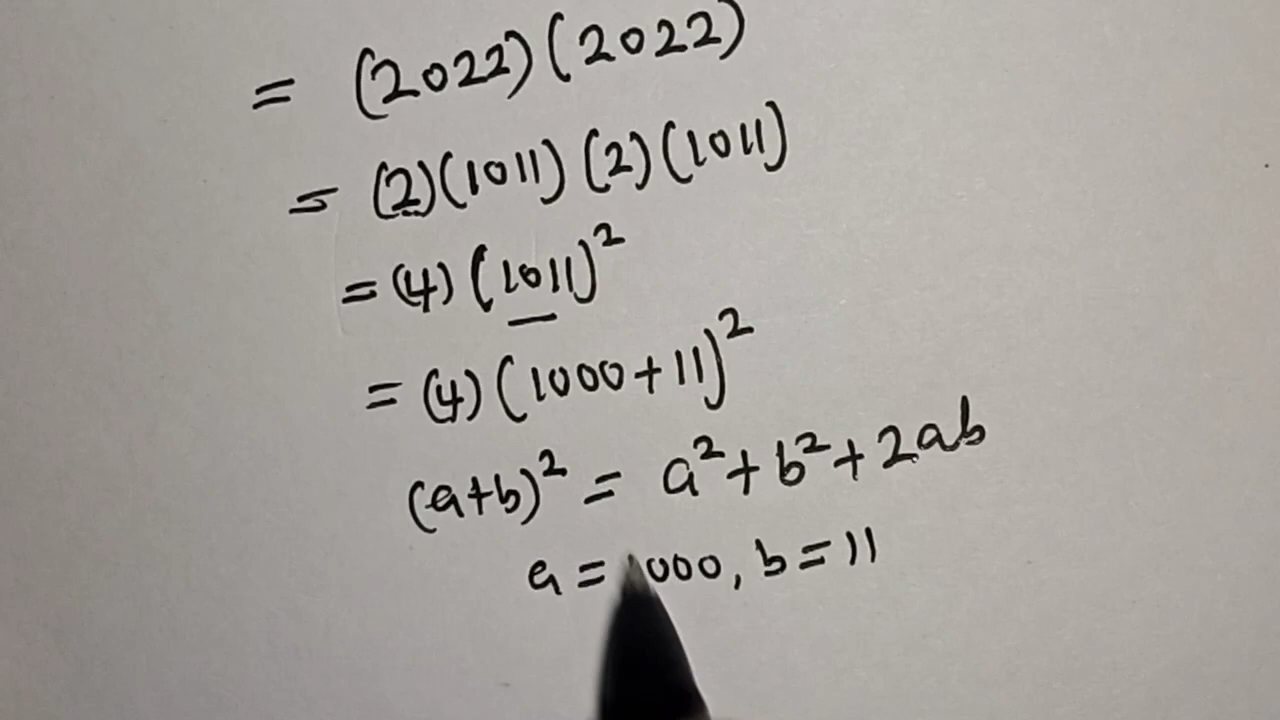 = (2022)(2022)
= (2)(1011)(2)(1011)
= (4)(1011)²
= (4)(1000+11)²
(a+b)² = a²+b²+2ab
a = 1000, b = 11